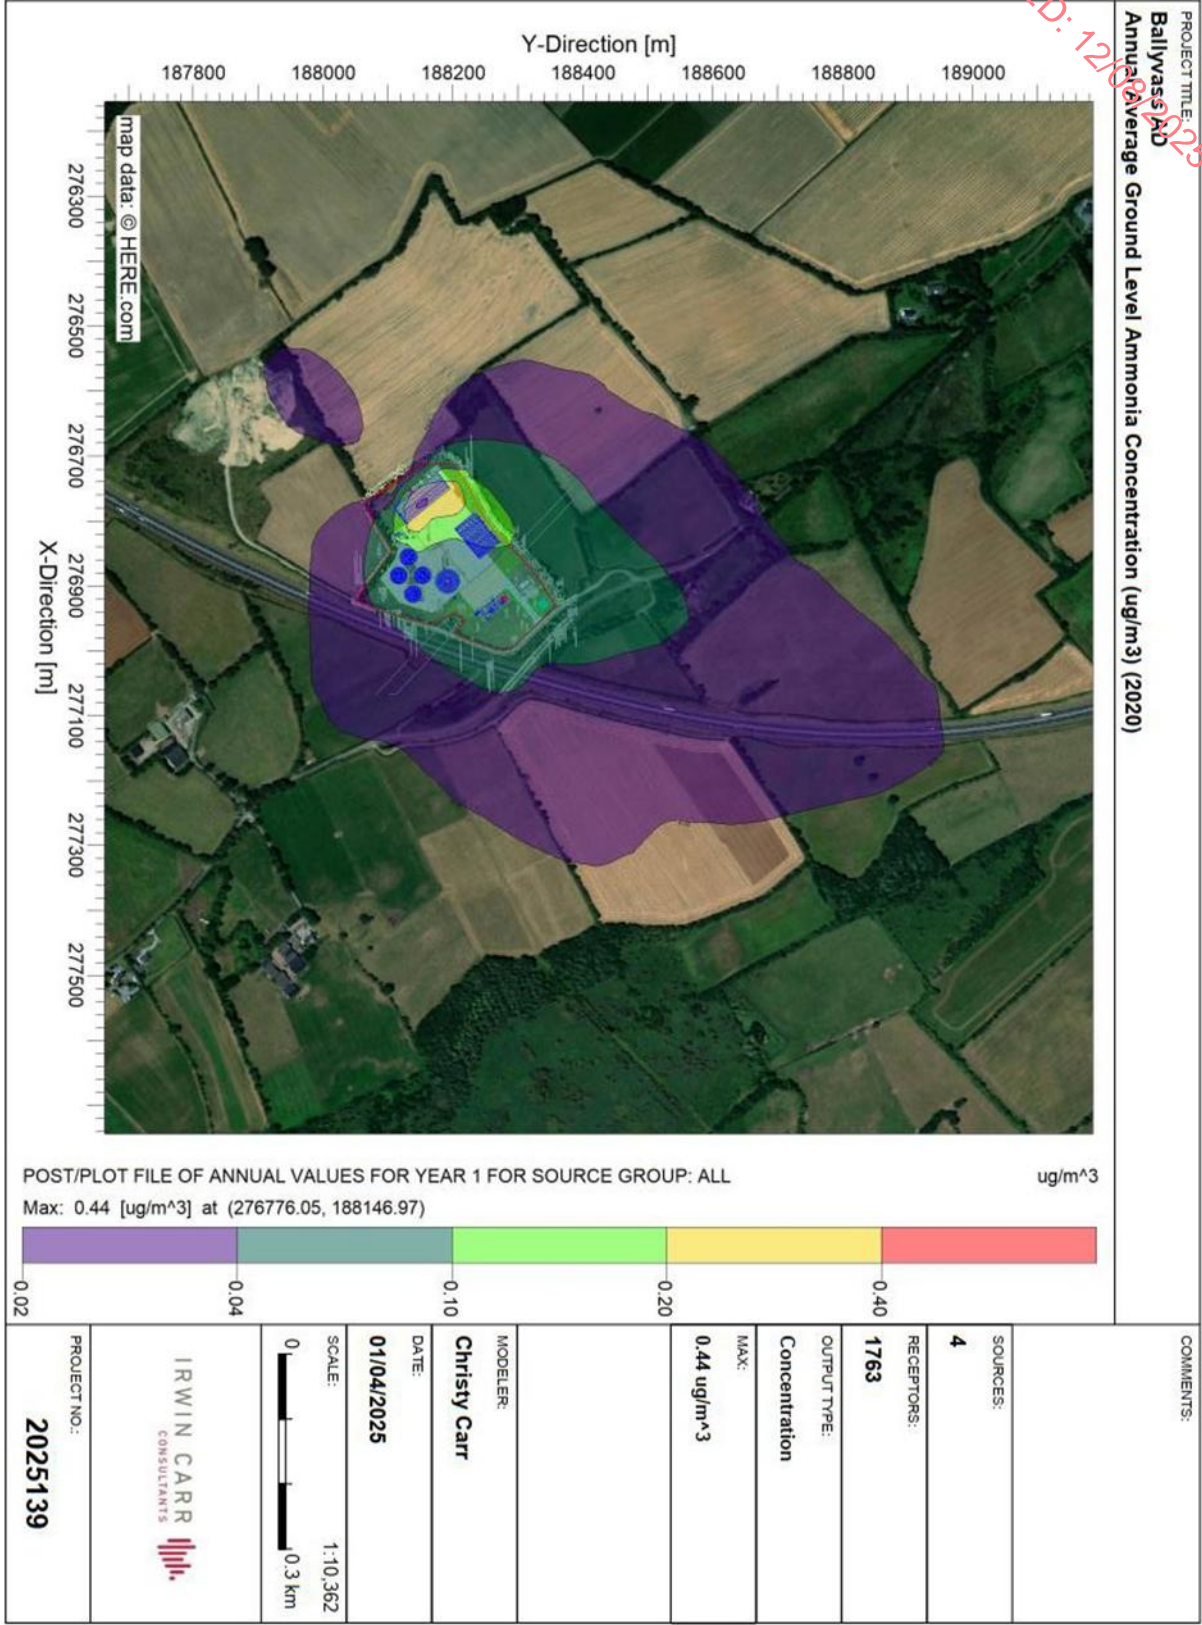 PROJECT TITLE:
Ballyvass AD
Annual Average Ground Level Ammonia Concentration (ug/m3) (2020)
D: 12/08/2025
Y-Direction [m]
187800 188000 188200 188400 188600 188800 189000
map data: © HERE.com
276300 276500 276700 276900 277100 277300 277500
X-Direction [m]
POST/PLOT FILE OF ANNUAL VALUES FOR YEAR 1 FOR SOURCE GROUP: ALL
ug/m^3
Max: 0.44 [ug/m^3] at (276776.05, 188146.97)
0.02 0.04 0.10 0.20 0.40
COMMENTS:
SOURCES:
4
RECEPTORS:
1763
OUTPUT TYPE:
Concentration
MAX:
0.44 ug/m^3
MODELER:
Christy Carr
DATE:
01/04/2025
SCALE:
1:10,362
0
0.3 km
IRWIN CARR
CONSULTANTS
PROJECT NO.:
2025139